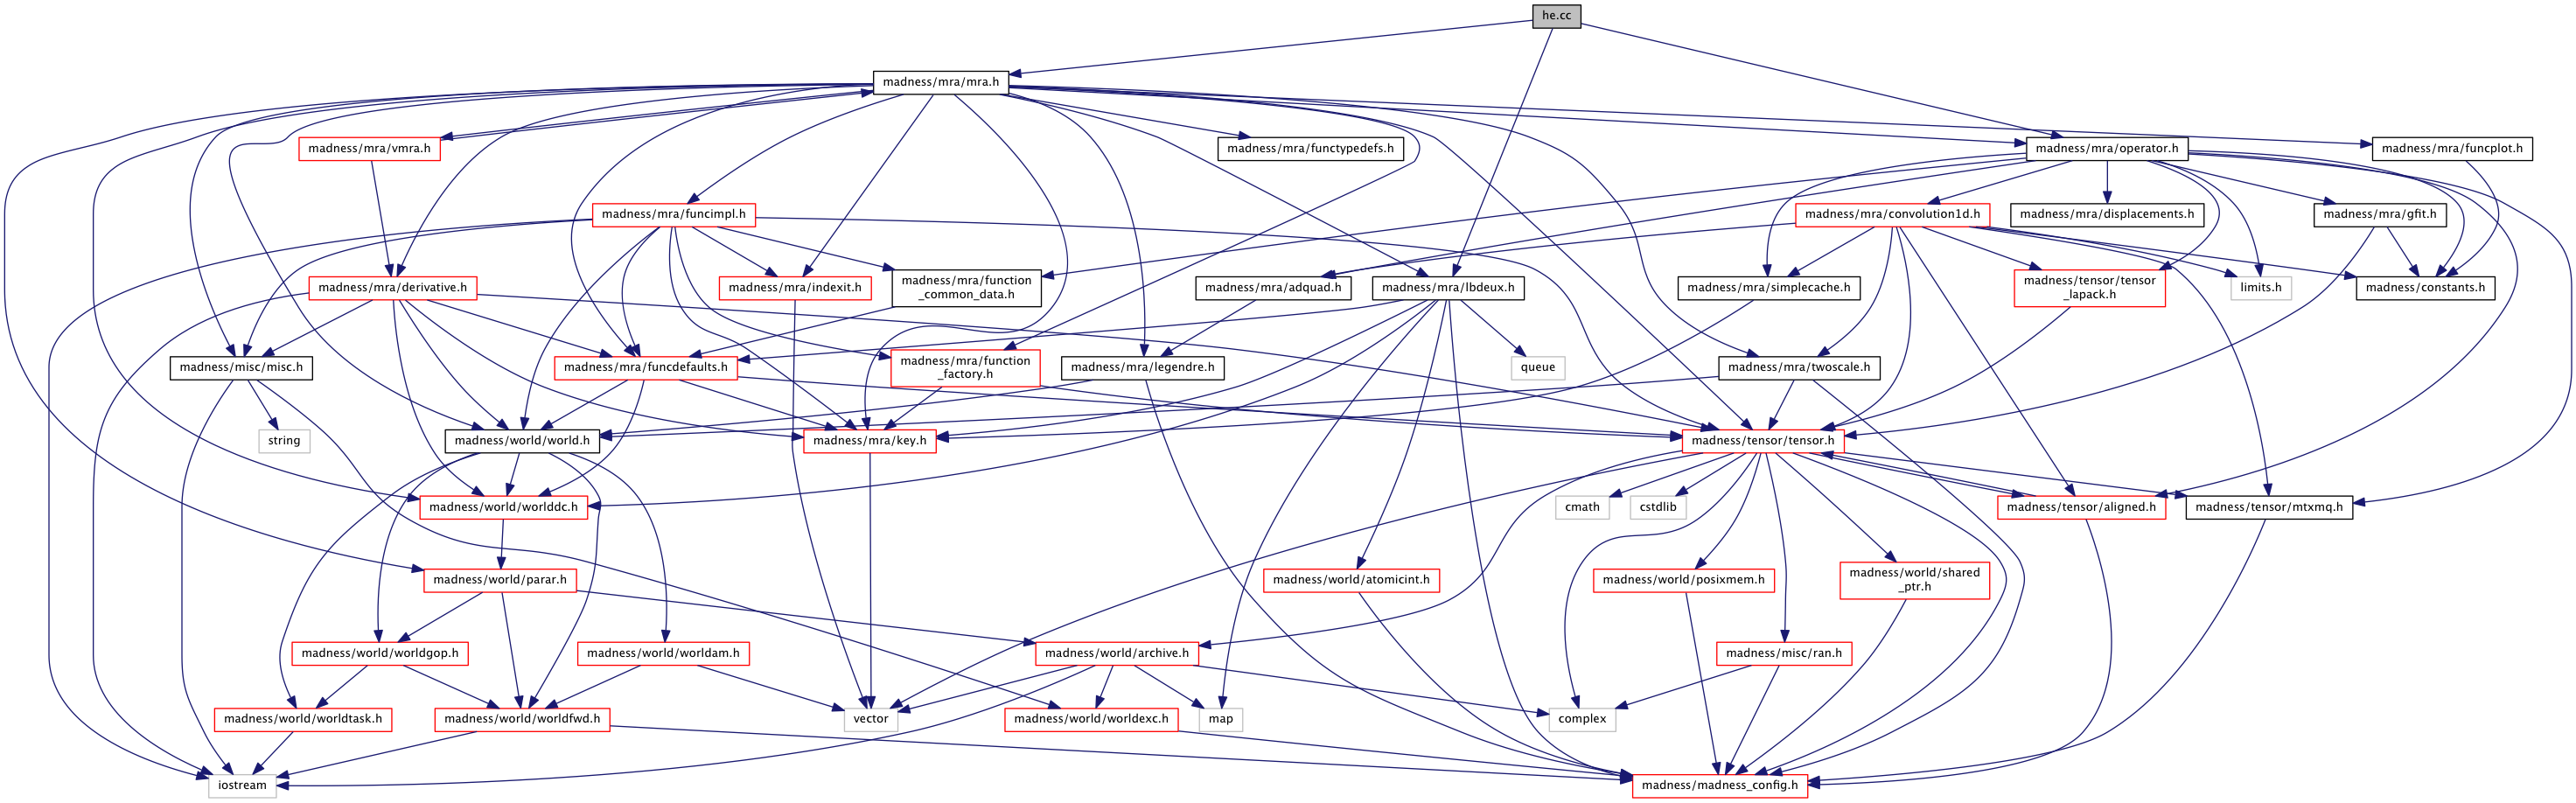 he.cc
madness/mra/mra.h
madness/mra/vmra.h
madness/mra/functypedefs.h
madness/mra/operator.h
madness/mra/funcplot.h
madness/mra/funcimpl.h
madness/mra/convolution1d.h
madness/mra/displacements.h
madness/mra/gfit.h
madness/mra/derivative.h
madness/mra/indexit.h
madness/mra/function
_common_data.h
madness/mra/adquad.h
madness/mra/lbdeux.h
madness/mra/simplecache.h
madness/tensor/tensor
_lapack.h
limits.h
madness/constants.h
madness/misc/misc.h
madness/mra/funcdefaults.h
madness/mra/function
_factory.h
madness/mra/legendre.h
queue
madness/mra/twoscale.h
string
madness/world/world.h
madness/mra/key.h
madness/tensor/tensor.h
madness/world/worlddc.h
cmath
cstdlib
madness/tensor/aligned.h
madness/tensor/mtxmq.h
madness/world/parar.h
madness/world/atomicint.h
madness/world/posixmem.h
madness/world/shared
_ptr.h
madness/world/worldgop.h
madness/world/worldam.h
madness/world/archive.h
madness/misc/ran.h
madness/world/worldtask.h
madness/world/worldfwd.h
vector
madness/world/worldexc.h
map
complex
iostream
madness/madness_config.h